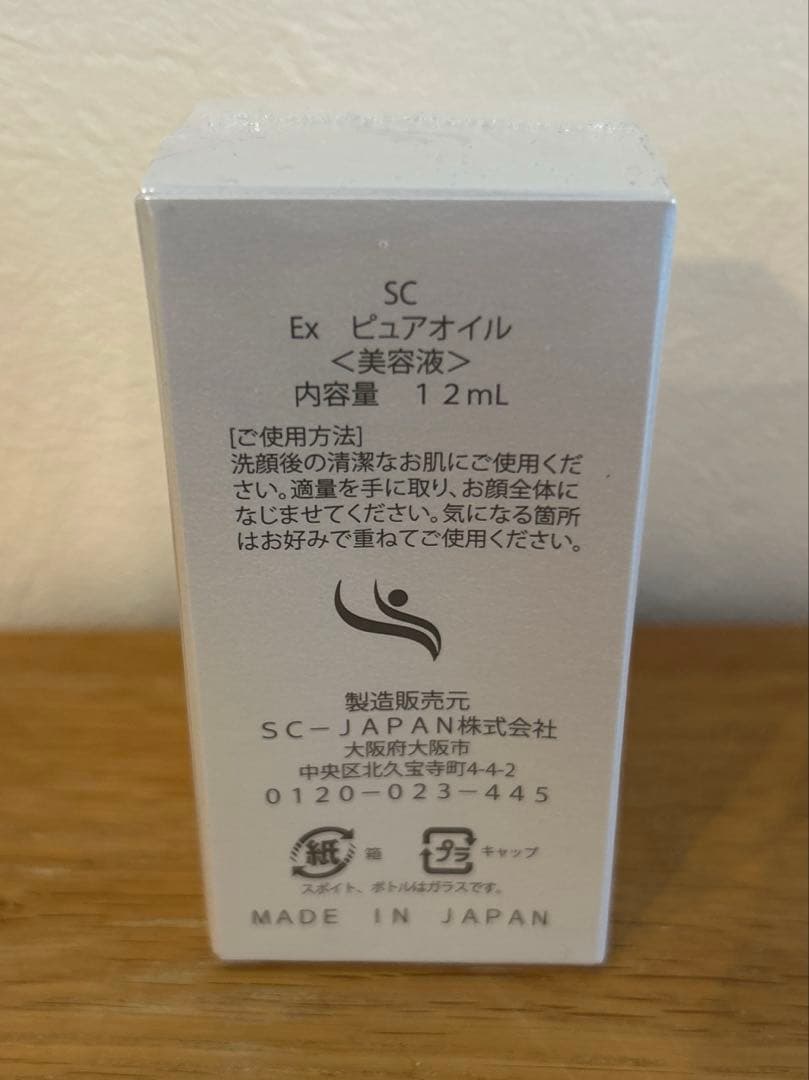 SC
Ex　ピュアオイル
＜美容液＞
内容量　１２mL
[ご使用方法]
洗顔後の清潔なお肌にご使用くだ
さい。適量を手に取り、お顔全体に
なじませてください。気になる箇所
はお好みで重ねてご使用ください。
製造販売元
ＳＣ－ＪＡＰＡＮ株式会社
大阪府大阪市
中央区北久宝寺町4-4-2
０１２０－０２３－４４５
紙 箱 プラ キャップ
スポイト、ボトルはガラスです。
ＭＡＤＥ　ＩＮ　ＪＡＰＡＮ